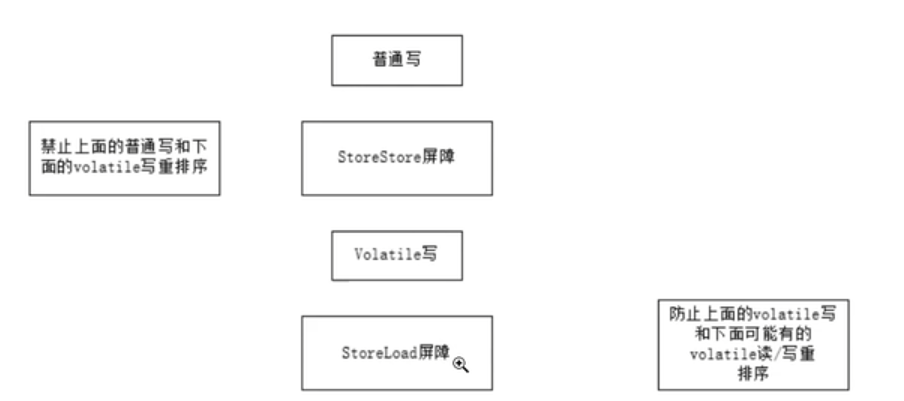 普通写
禁止上面的普通写和下
面的volatile写重排序
StoreStore屏障
Volatile写
StoreLoad屏障
防止上面的volatile写
和下面可能有的
volatile读/写重
排序